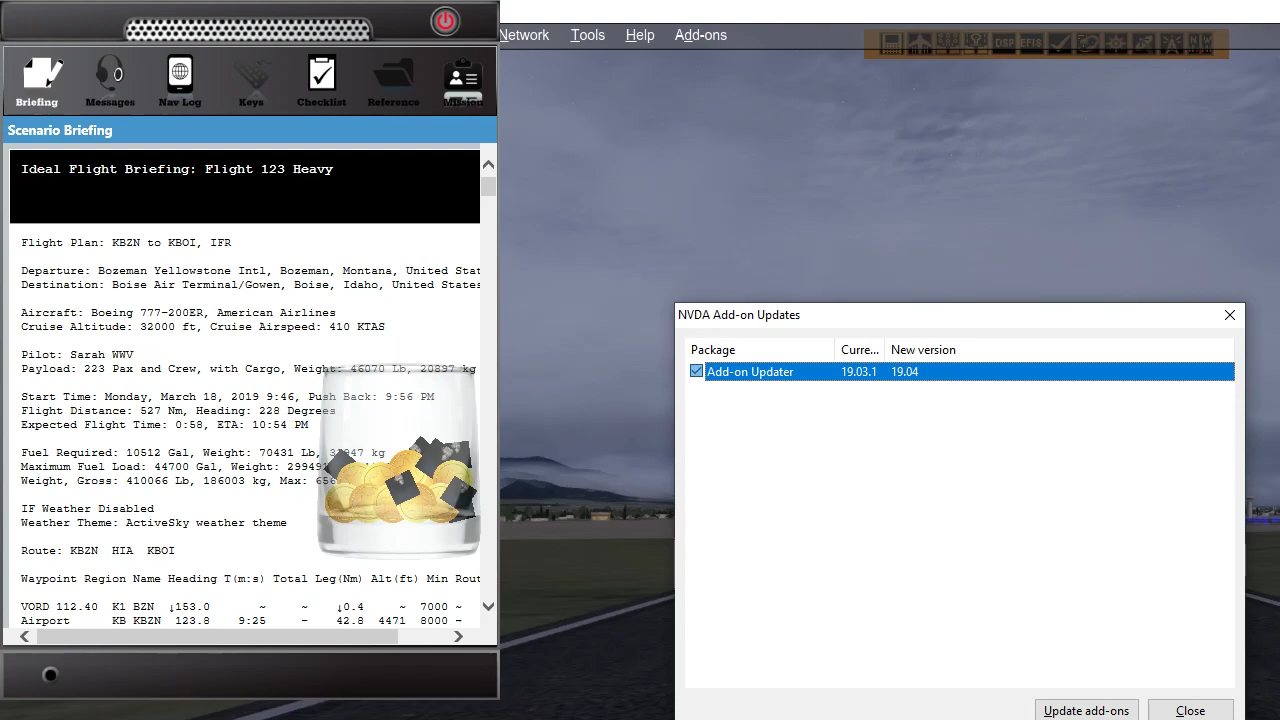 Network Tools Help Add-ons
DSP EFIS
Briefing Messages Nav Log Keys Checklist Reference Mission
Scenario Briefing
Ideal Flight Briefing: Flight 123 Heavy
Flight Plan: KBZN to KBOI, IFR
Departure: Bozeman Yellowstone Intl, Bozeman, Montana, United Stat
Destination: Boise Air Terminal/Gowen, Boise, Idaho, United States
Aircraft: Boeing 777-200ER, American Airlines
Cruise Altitude: 32000 ft, Cruise Airspeed: 410 KTAS
Pilot: Sarah WWV
Payload: 223 Pax and Crew, with Cargo, Weight: 46070 Lb, 20897 kg
Start Time: Monday, March 18, 2019 9:46, Push Back: 9:56 PM
Flight Distance: 527 Nm, Heading: 228 Degrees
Expected Flight Time: 0:58, ETA: 10:54 PM
Fuel Required: 10512 Gal, Weight: 70431 Lb, 31947 kg
Maximum Fuel Load: 44700 Gal, Weight: 299491
Weight, Gross: 410066 Lb, 186003 kg, Max: 656
IF Weather Disabled
Weather Theme: ActiveSky weather theme
Route: KBZN HIA KBOI
Waypoint Region Name Heading T(m:s) Total Leg(Nm) Alt(ft) Min Rout
VORD 112.40 K1 BZN ↓153.0 ~ ~ ↓0.4 ~ 7000 ~
Airport KB KBZN 123.8 9:25 – 42.8 4471 8000 ~
NVDA Add-on Updates
Package Curre... New version
Add-on Updater 19.03.1 19.04
Update add-ons Close